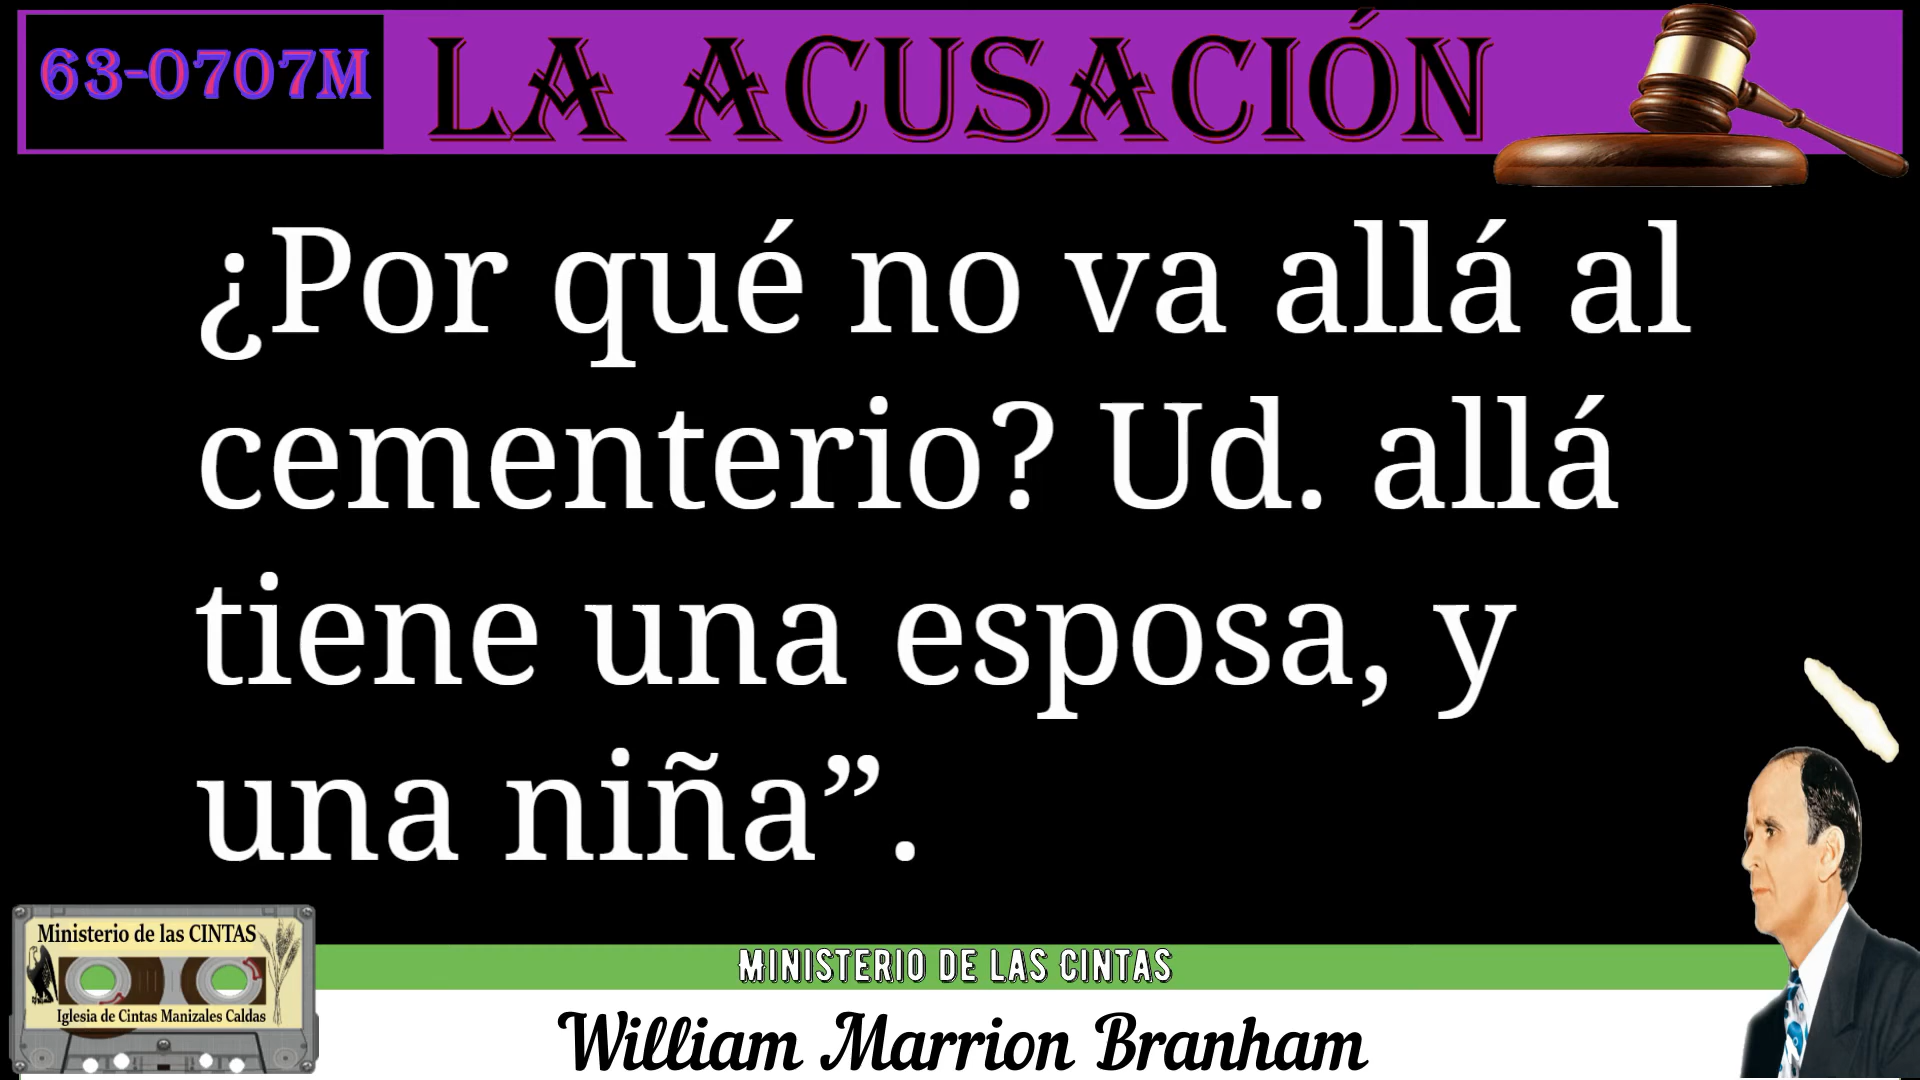 63-0707M
LA ACUSACIÓN
¿Por qué no va allá al
cementerio? Ud. allá
tiene una esposa, y
una niña”.
Ministerio de las CINTAS
Iglesia de Cintas Manizales Caldas
MINISTERIO DE LAS CINTAS
William Marrion Branham